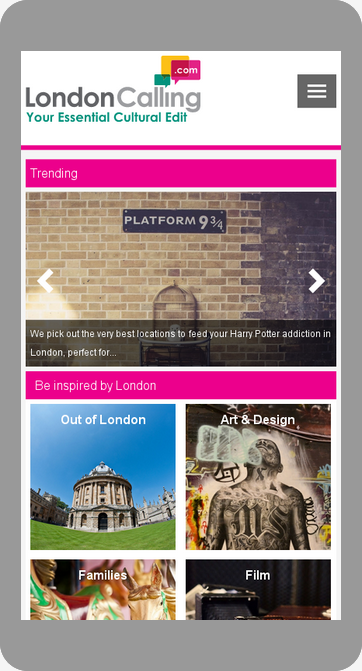 .com
LondonCalling
Your Essential Cultural Edit
Trending
PLATFORM 9¾
We pick out the very best locations to feed your Harry Potter addiction in
London, perfect for...
Be inspired by London
Out of London
Art & Design
Families
Film